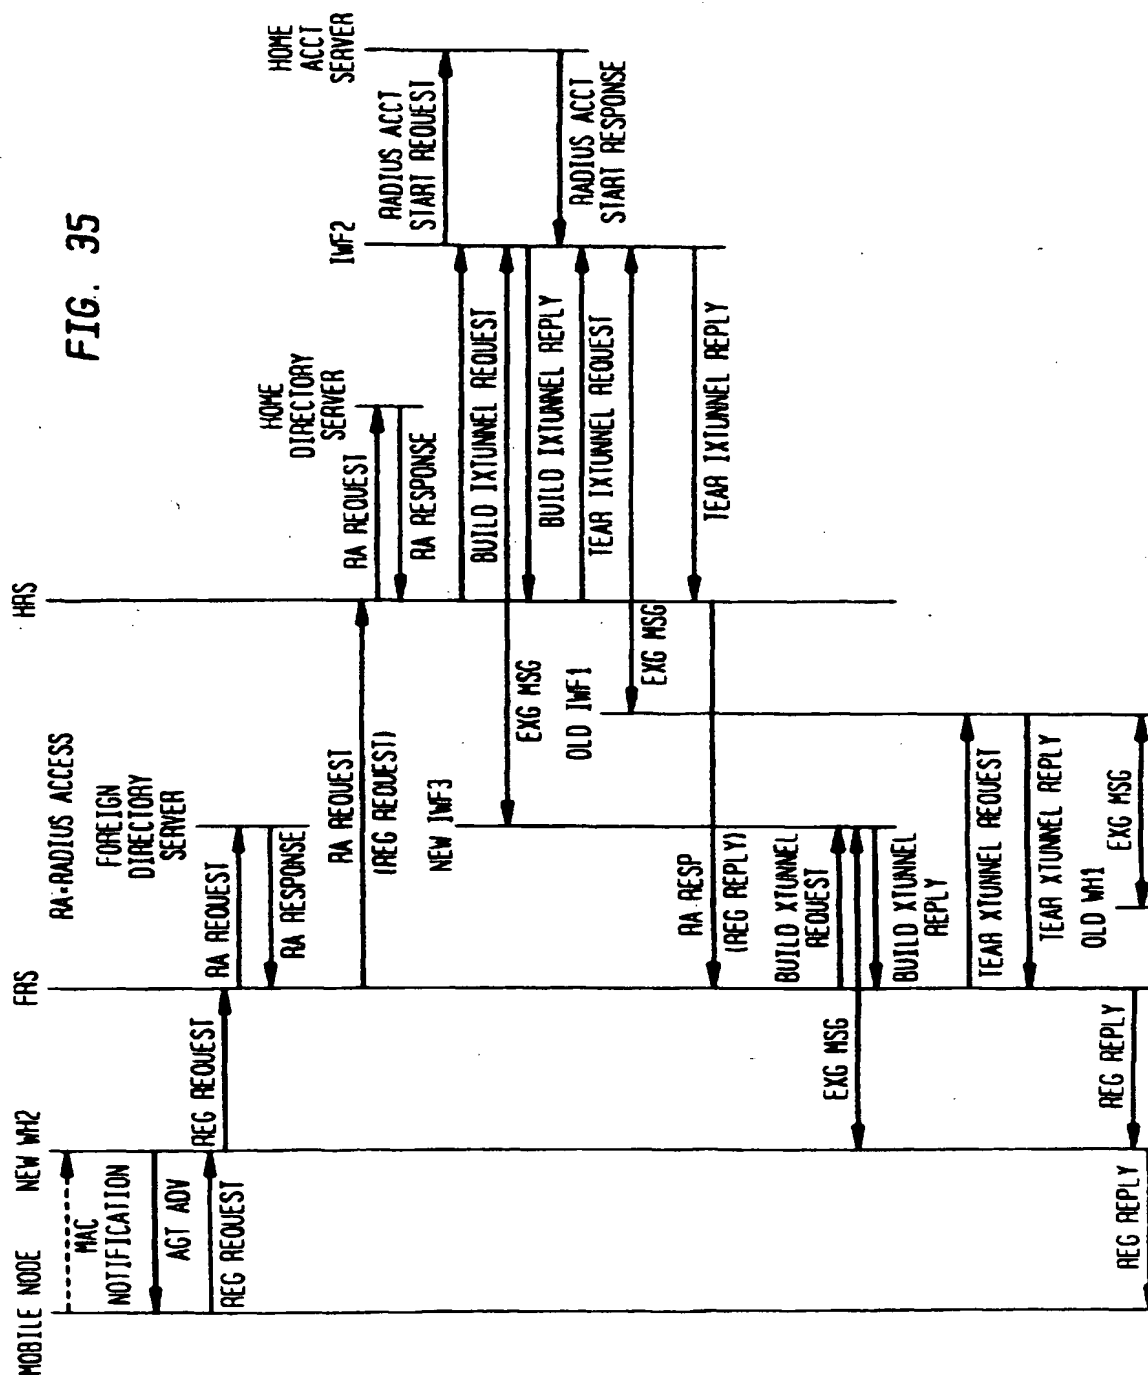 FIG. 35
MOBILE NODE
NEW WH2
FRS
RA-RADIUS ACCESS
FOREIGN
DIRECTORY
SERVER
HRS
HOME
DIRECTORY
SERVER
IWF2
HOME
ACCT
SERVER
MAC
NOTIFICATION
AGT ADV
REG REQUEST
REG REQUEST
RA REQUEST
RA RESPONSE
RA REQUEST
(REG REQUEST)
RA REQUEST
RA RESPONSE
RADIUS ACCT
START REQUEST
BUILD IXTUNNEL REQUEST
NEW IWF3
EXG MSG
BUILD IXTUNNEL REPLY
RADIUS ACCT
START RESPONSE
TEAR IXTUNNEL REQUEST
OLD IWF1
EXG MSG
TEAR IXTUNNEL REPLY
RA RESP
(REG REPLY)
BUILD XTUNNEL
REQUEST
EXG MSG
BUILD XTUNNEL
REPLY
TEAR XTUNNEL REQUEST
TEAR XTUNNEL REPLY
OLD WH1
EXG MSG
REG REPLY
REG REPLY